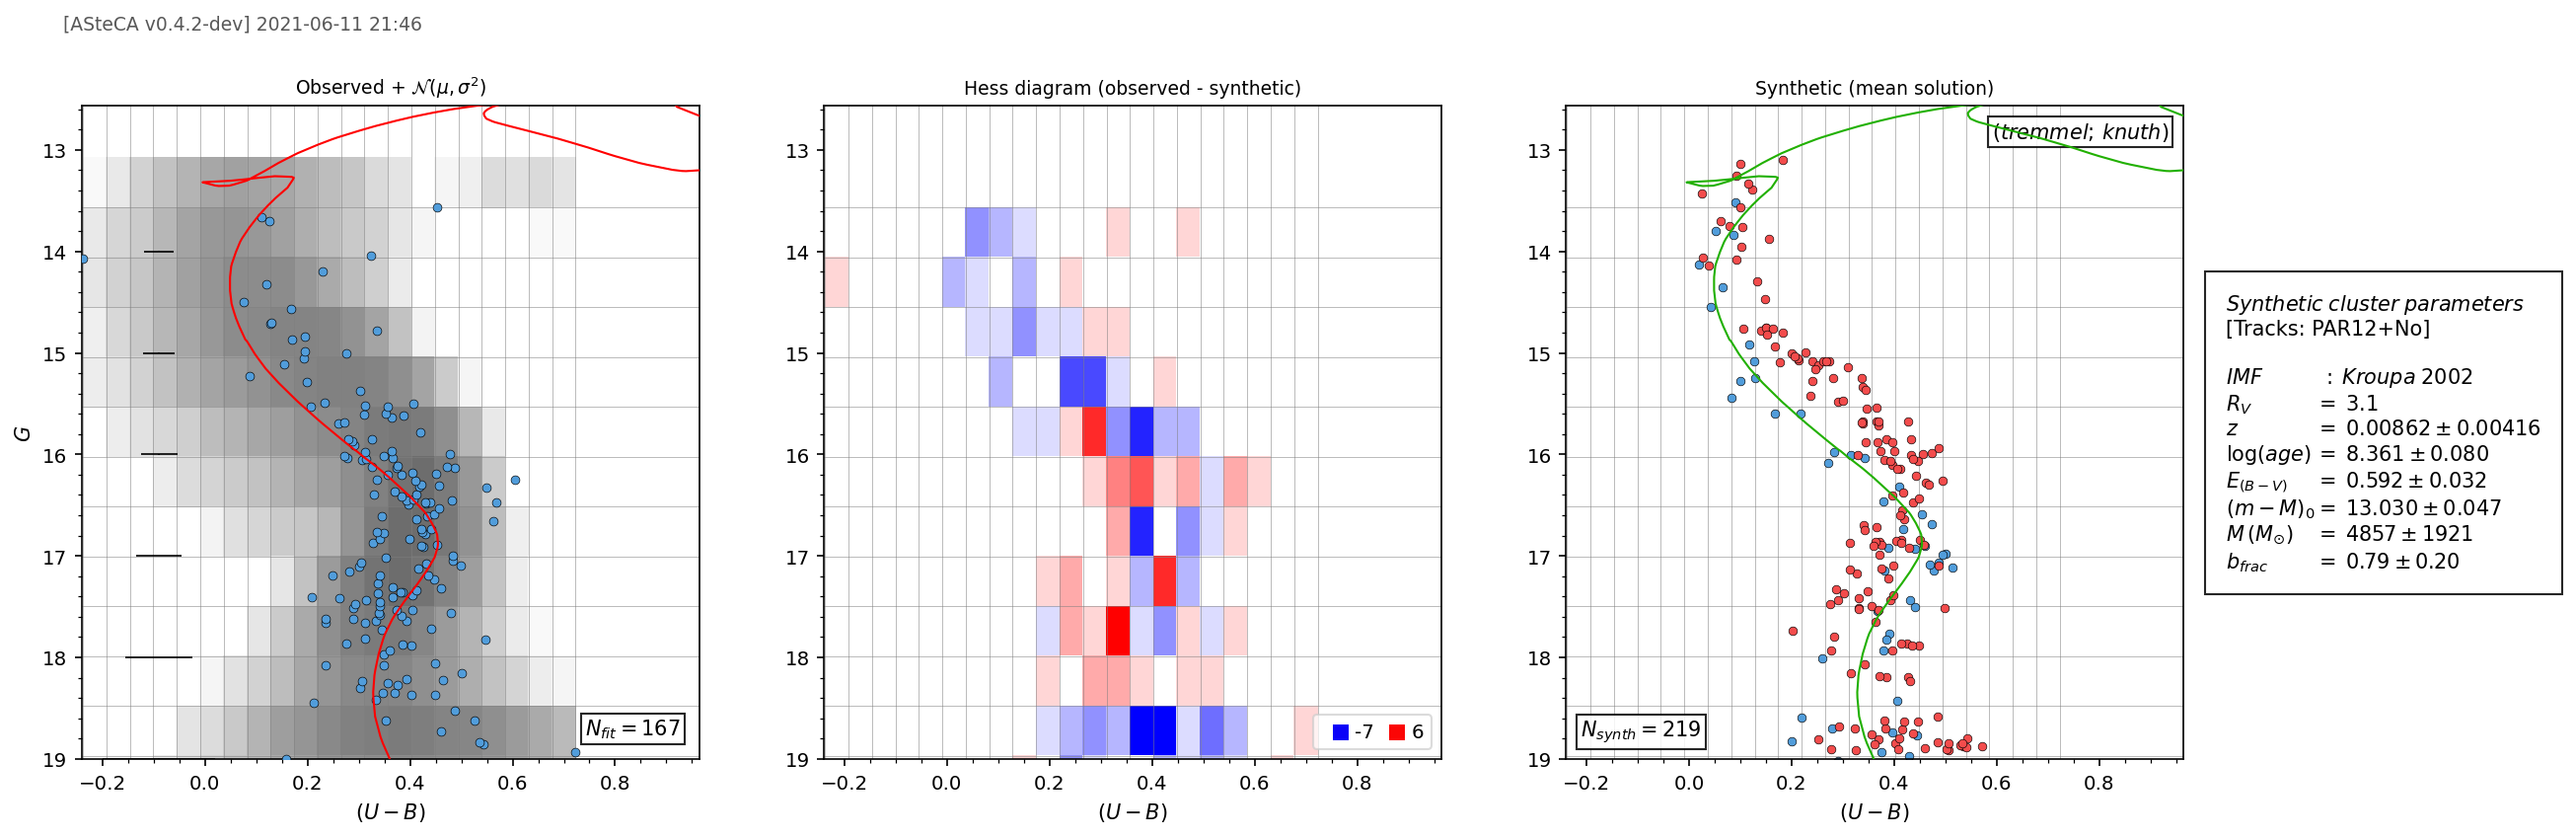 [ASteCA v0.4.2-dev] 2021-06-11 21:46
Observed + 𝒩(μ, σ²)
13
14
15
16
17
18
19
G
−0.2 0.0 0.2 0.4 0.6 0.8
(U − B)
N_fit = 167
Hess diagram (observed - synthetic)
13
14
15
16
17
18
19
−0.2 0.0 0.2 0.4 0.6 0.8
(U − B)
-7 6
Synthetic (mean solution)
(tremmel; knuth)
13
14
15
16
17
18
19
−0.2 0.0 0.2 0.4 0.6 0.8
(U − B)
N_synth = 219
Synthetic cluster parameters
[Tracks: PAR12+No]
IMF : Kroupa 2002
R_V = 3.1
z = 0.00862 ± 0.00416
log(age) = 8.361 ± 0.080
E_(B−V) = 0.592 ± 0.032
(m − M)₀ = 13.030 ± 0.047
M (M_⊙) = 4857 ± 1921
b_frac = 0.79 ± 0.20